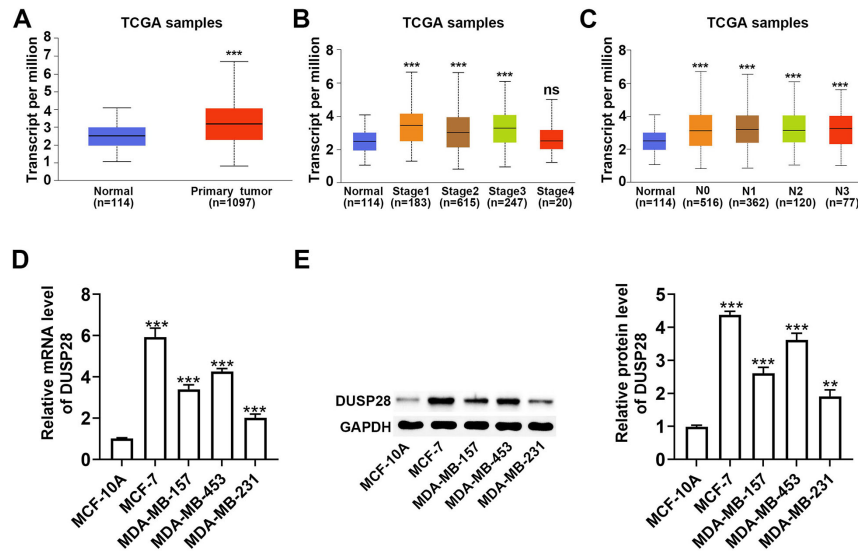 A
TCGA samples
Transcript per million
8
7
6
5
4
3
2
1
0
***
Normal
(n=114)
Primary tumor
(n=1097)
B
TCGA samples
Transcript per million
8
6
4
2
0
*** *** *** ns
Normal Stage1 Stage2 Stage3 Stage4
(n=114) (n=183) (n=615) (n=247) (n=20)
C
TCGA samples
Transcript per million
8
6
4
2
0
*** *** *** ***
Normal N0 N1 N2 N3
(n=114) (n=516) (n=362) (n=120) (n=77)
D
Relative mRNA level
of DUSP28
8
6
4
2
0
*** *** *** ***
MCF-10A
MCF-7
MDA-MB-157
MDA-MB-453
MDA-MB-231
E
DUSP28
GAPDH
MCF-10A
MCF-7
MDA-MB-157
MDA-MB-453
MDA-MB-231
Relative protein level
of DUSP28
5
4
3
2
1
0
*** *** *** **
MCF-10A
MCF-7
MDA-MB-157
MDA-MB-453
MDA-MB-231